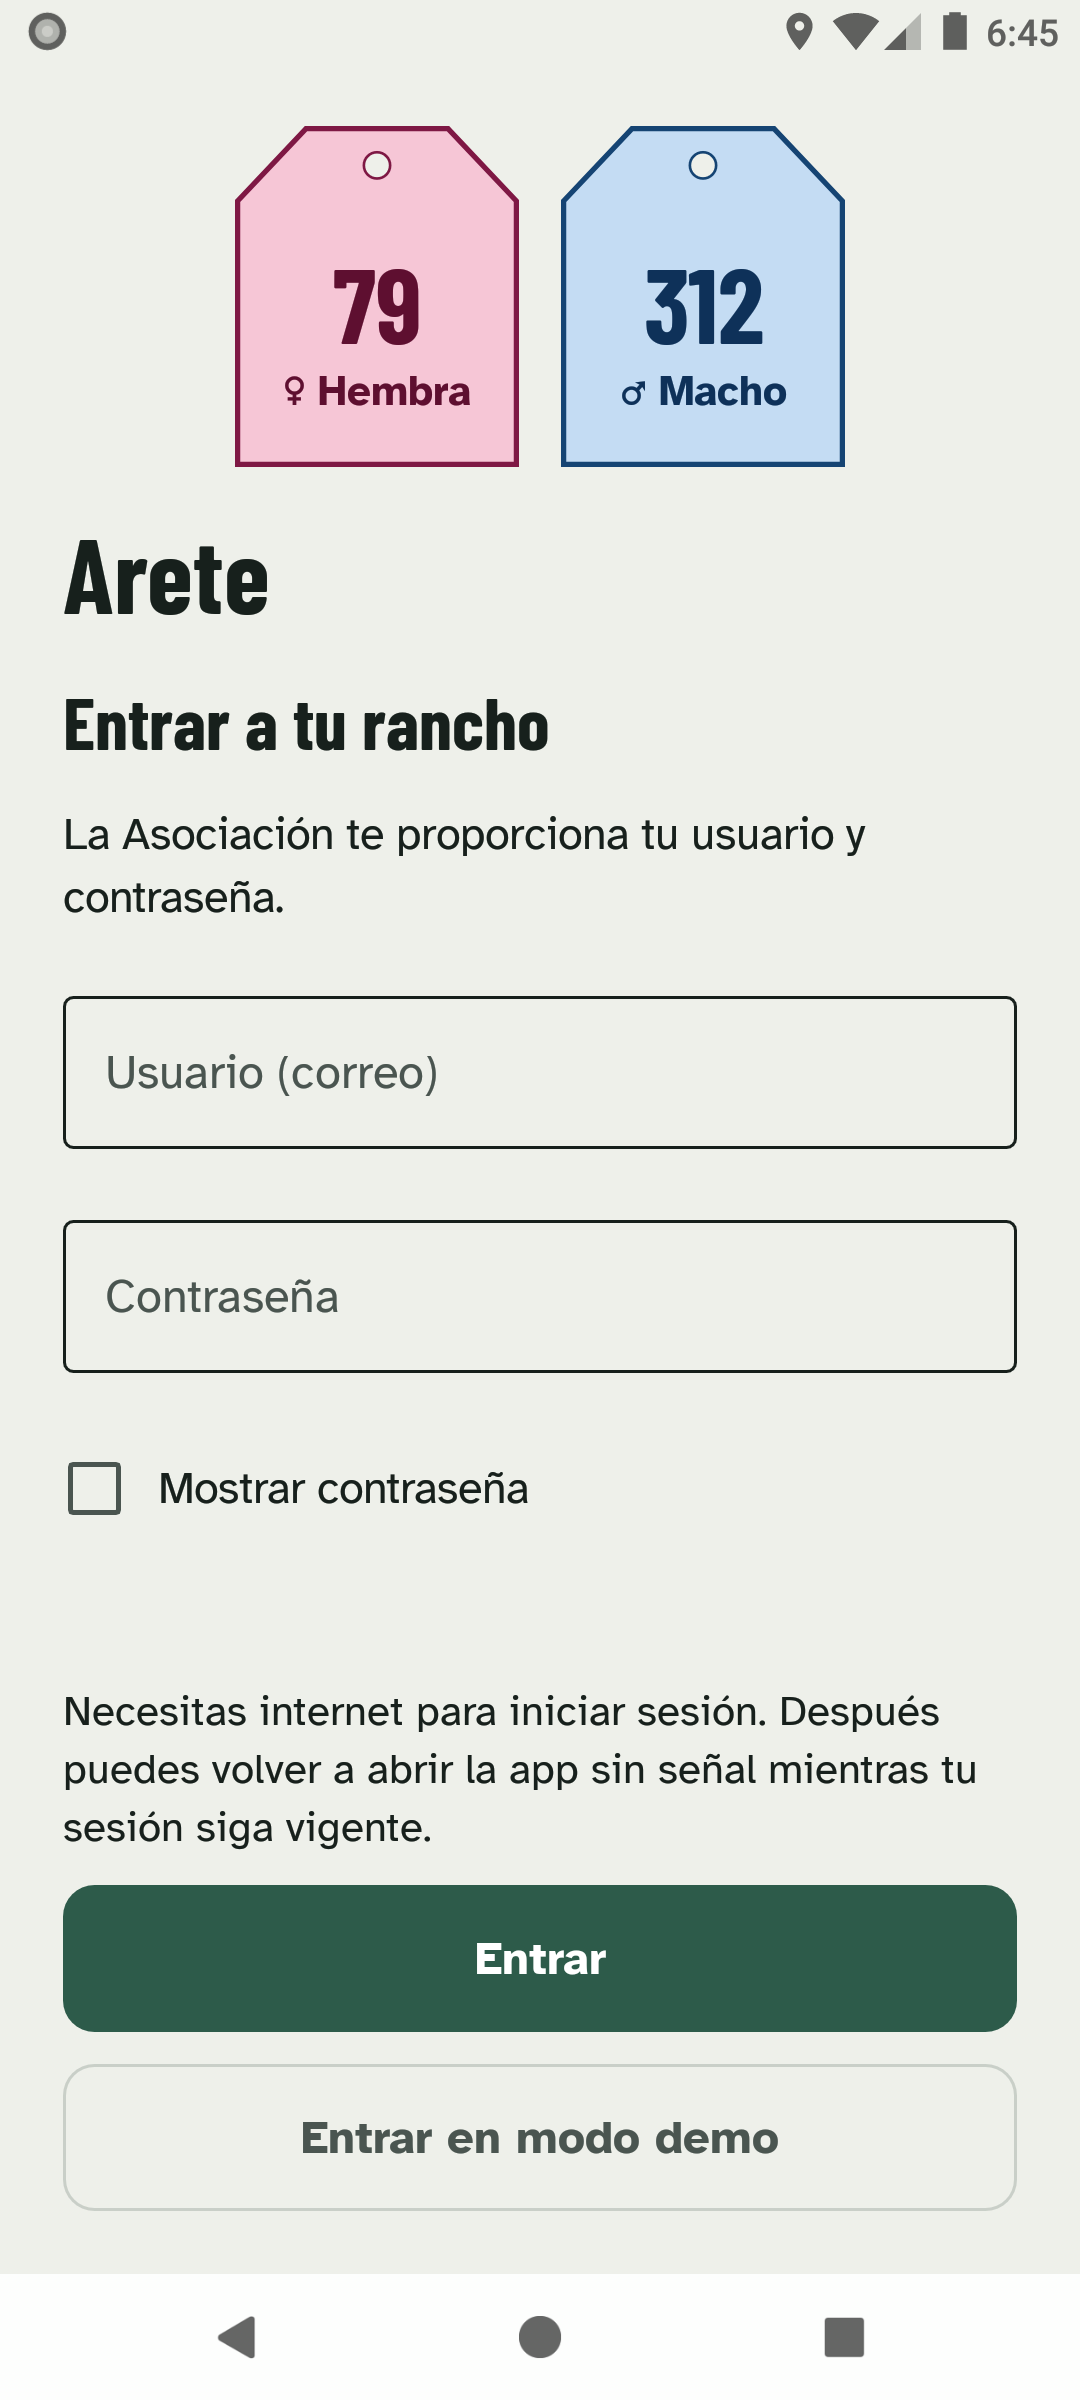 6:45
79
♀ Hembra
312
♂ Macho
Arete
Entrar a tu rancho
La Asociación te proporciona tu usuario y
contraseña.
Usuario (correo)
Contraseña
Mostrar contraseña
Necesitas internet para iniciar sesión. Después
puedes volver a abrir la app sin señal mientras tu
sesión siga vigente.
Entrar
Entrar en modo demo